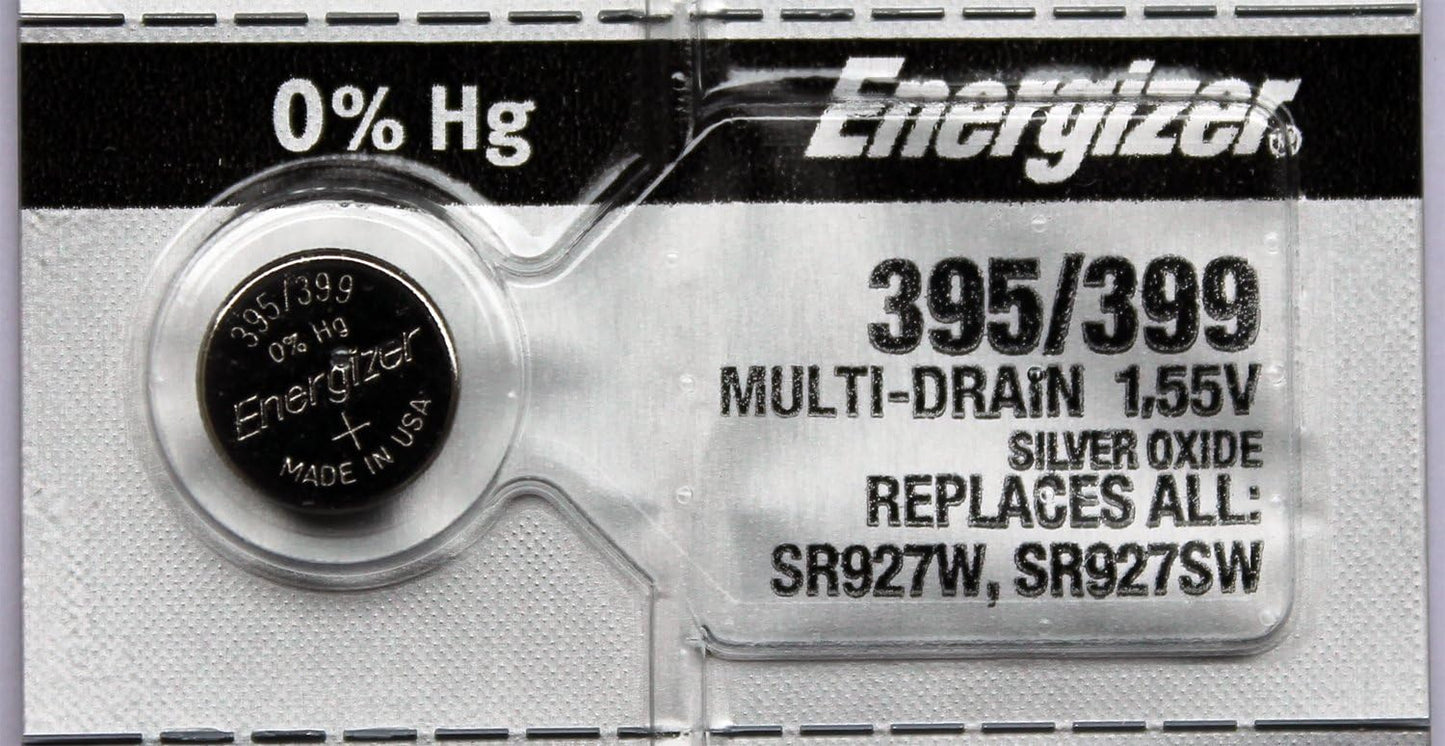 0% Hg
Energizer
395/399
0% Hg
Energizer
+
MADE IN USA
395/399
MULTI-DRAIN 1.55V
SILVER OXIDE
REPLACES ALL:
SR927W, SR927SW